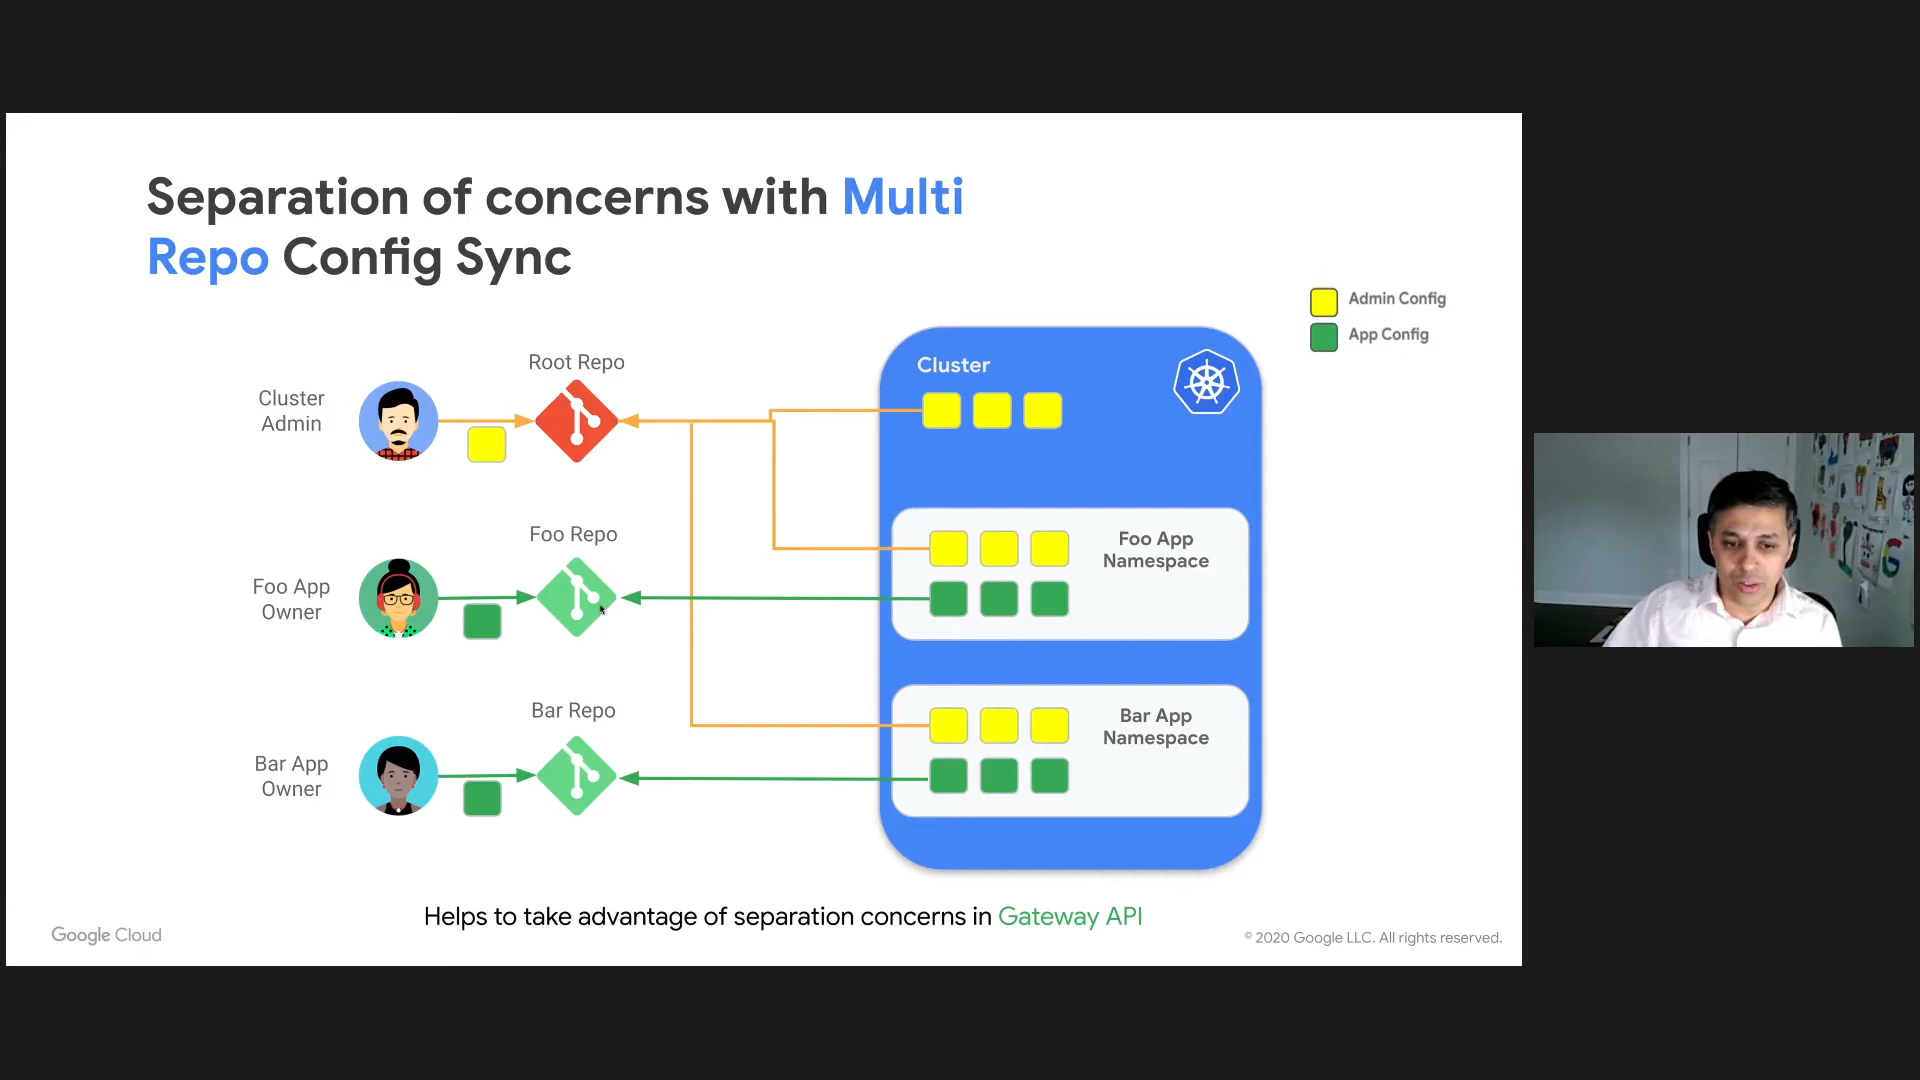 Separation of concerns with Multi
Repo Config Sync
Admin Config
App Config
Root Repo
Cluster
Admin
Cluster
Foo Repo
Foo App
Namespace
Foo App
Owner
Bar Repo
Bar App
Namespace
Bar App
Owner
Helps to take advantage of separation concerns in Gateway API
Google Cloud
© 2020 Google LLC. All rights reserved.